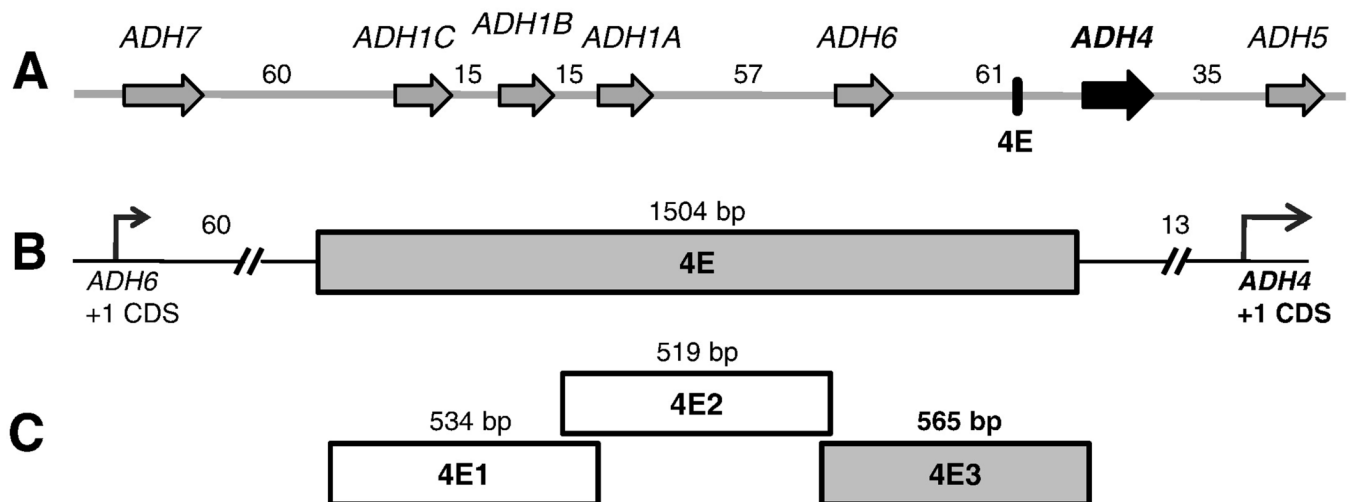 A
ADH7
ADH1C
ADH1B
ADH1A
ADH6
ADH4
ADH5
60
15
15
57
61
35
4E
B
60
1504 bp
4E
13
ADH6
+1 CDS
ADH4
+1 CDS
C
534 bp
4E1
519 bp
4E2
565 bp
4E3